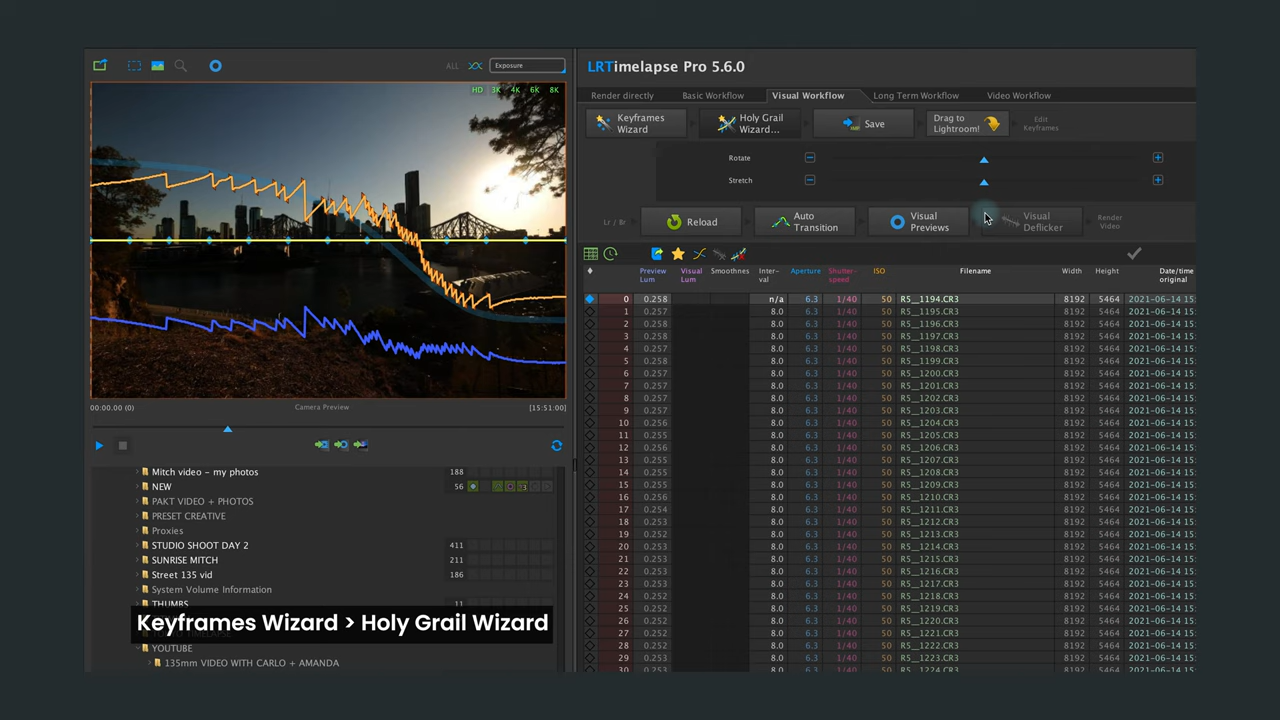 ALL
Exposure
HD 3K 4K 6K 8K
00:00.00 (0)
Camera Preview
[15:51:00]
Mitch video - my photos 188
NEW 56
PAKT VIDEO + PHOTOS
PRESET CREATIVE
Proxies
STUDIO SHOOT DAY 2 411
SUNRISE MITCH 211
Street 135 vid 186
System Volume Information
THUMBS 11
Keyframes Wizard > Holy Grail Wizard
YOUTUBE
135mm VIDEO WITH CARLO + AMANDA
LRTimelapse Pro 5.6.0
Render directly
Basic Workflow
Visual Workflow
Long Term Workflow
Video Workflow
Keyframes Wizard
Holy Grail Wizard...
Save
Drag to Lightroom!
Edit Keyframes
Rotate
Stretch
Lr / Br
Reload
Auto Transition
Visual Previews
Visual Deflicker
Render Video
Preview Lum Visual Lum Smoothnes Inter-val Aperture Shutter-speed ISO Filename Width Height Date/time original
0 0.258 n/a 6.3 1/40 50 R5__1194.CR3 8192 5464 2021-06-14 15:
1 0.257 8.0 6.3 1/40 50 R5__1195.CR3 8192 5464 2021-06-14 15:
2 0.258 8.0 6.3 1/40 50 R5__1196.CR3 8192 5464 2021-06-14 15:
3 0.258 8.0 6.3 1/40 50 R5__1197.CR3 8192 5464 2021-06-14 15:
4 0.258 8.0 6.3 1/40 50 R5__1198.CR3 8192 5464 2021-06-14 15:
5 0.258 8.0 6.3 1/40 50 R5__1199.CR3 8192 5464 2021-06-14 15:
6 0.257 8.0 6.3 1/40 50 R5__1200.CR3 8192 5464 2021-06-14 15:
7 0.257 8.0 6.3 1/40 50 R5__1201.CR3 8192 5464 2021-06-14 15:
8 0.257 8.0 6.3 1/40 50 R5__1202.CR3 8192 5464 2021-06-14 15:
9 0.257 8.0 6.3 1/40 50 R5__1203.CR3 8192 5464 2021-06-14 15:
10 0.257 8.0 6.3 1/40 50 R5__1204.CR3 8192 5464 2021-06-14 15:
11 0.256 8.0 6.3 1/40 50 R5__1205.CR3 8192 5464 2021-06-14 15:
12 0.256 8.0 6.3 1/40 50 R5__1206.CR3 8192 5464 2021-06-14 15:
13 0.255 8.0 6.3 1/40 50 R5__1207.CR3 8192 5464 2021-06-14 15:
14 0.255 8.0 6.3 1/40 50 R5__1208.CR3 8192 5464 2021-06-14 15:
15 0.255 8.0 6.3 1/40 50 R5__1209.CR3 8192 5464 2021-06-14 15:
16 0.256 8.0 6.3 1/40 50 R5__1210.CR3 8192 5464 2021-06-14 15:
17 0.254 8.0 6.3 1/40 50 R5__1211.CR3 8192 5464 2021-06-14 15:
18 0.253 8.0 6.3 1/40 50 R5__1212.CR3 8192 5464 2021-06-14 15:
19 0.254 8.0 6.3 1/40 50 R5__1213.CR3 8192 5464 2021-06-14 15:
20 0.253 8.0 6.3 1/40 50 R5__1214.CR3 8192 5464 2021-06-14 15:
21 0.253 8.0 6.3 1/40 50 R5__1215.CR3 8192 5464 2021-06-14 15:
22 0.253 8.0 6.3 1/40 50 R5__1216.CR3 8192 5464 2021-06-14 15:
23 0.252 8.0 6.3 1/40 50 R5__1217.CR3 8192 5464 2021-06-14 15:
24 0.253 8.0 6.3 1/40 50 R5__1218.CR3 8192 5464 2021-06-14 15:
25 0.253 8.0 6.3 1/40 50 R5__1219.CR3 8192 5464 2021-06-14 15:
26 0.252 8.0 6.3 1/40 50 R5__1220.CR3 8192 5464 2021-06-14 15:
27 0.253 8.0 6.3 1/40 50 R5__1221.CR3 8192 5464 2021-06-14 15:
28 0.252 8.0 6.3 1/40 50 R5__1222.CR3 8192 5464 2021-06-14 15:
29 0.251 8.0 6.3 1/40 50 R5__1223.CR3 8192 5464 2021-06-14 15:
30 0.251 8.0 6.3 1/40 50 R5__1224.CR3 8192 5464 2021-06-14 15: